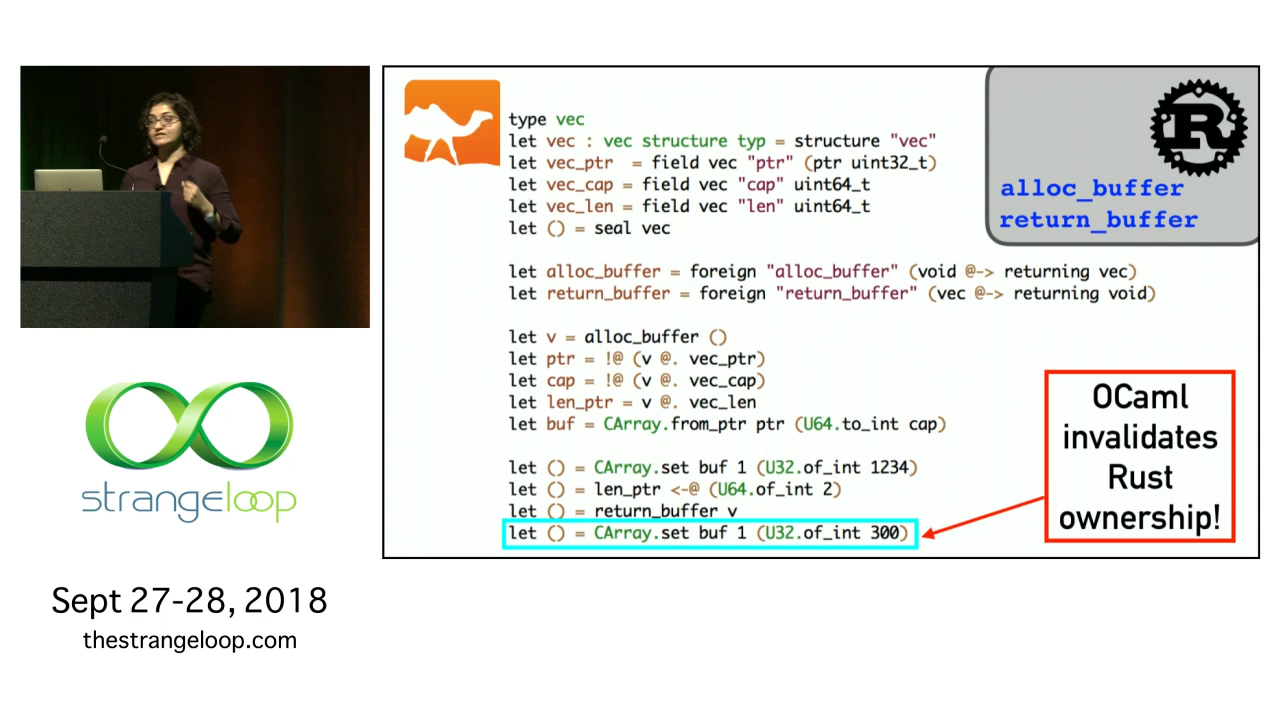 type vec
let vec : vec structure typ = structure "vec"
let vec_ptr = field vec "ptr" (ptr uint32_t)
let vec_cap = field vec "cap" uint64_t
let vec_len = field vec "len" uint64_t
let () = seal vec
let alloc_buffer = foreign "alloc_buffer" (void @-> returning vec)
let return_buffer = foreign "return_buffer" (vec @-> returning void)
let v = alloc_buffer ()
let ptr = !@ (v @. vec_ptr)
let cap = !@ (v @. vec_cap)
let len_ptr = v @. vec_len
let buf = CArray.from_ptr ptr (U64.to_int cap)
let () = CArray.set buf 1 (U32.of_int 1234)
let () = len_ptr <-@ (U64.of_int 2)
let () = return_buffer v
let () = CArray.set buf 1 (U32.of_int 300)
R
alloc_buffer
return_buffer
OCaml
invalidates
Rust
ownership!
strangeloop
Sept 27-28, 2018
thestrangeloop.com